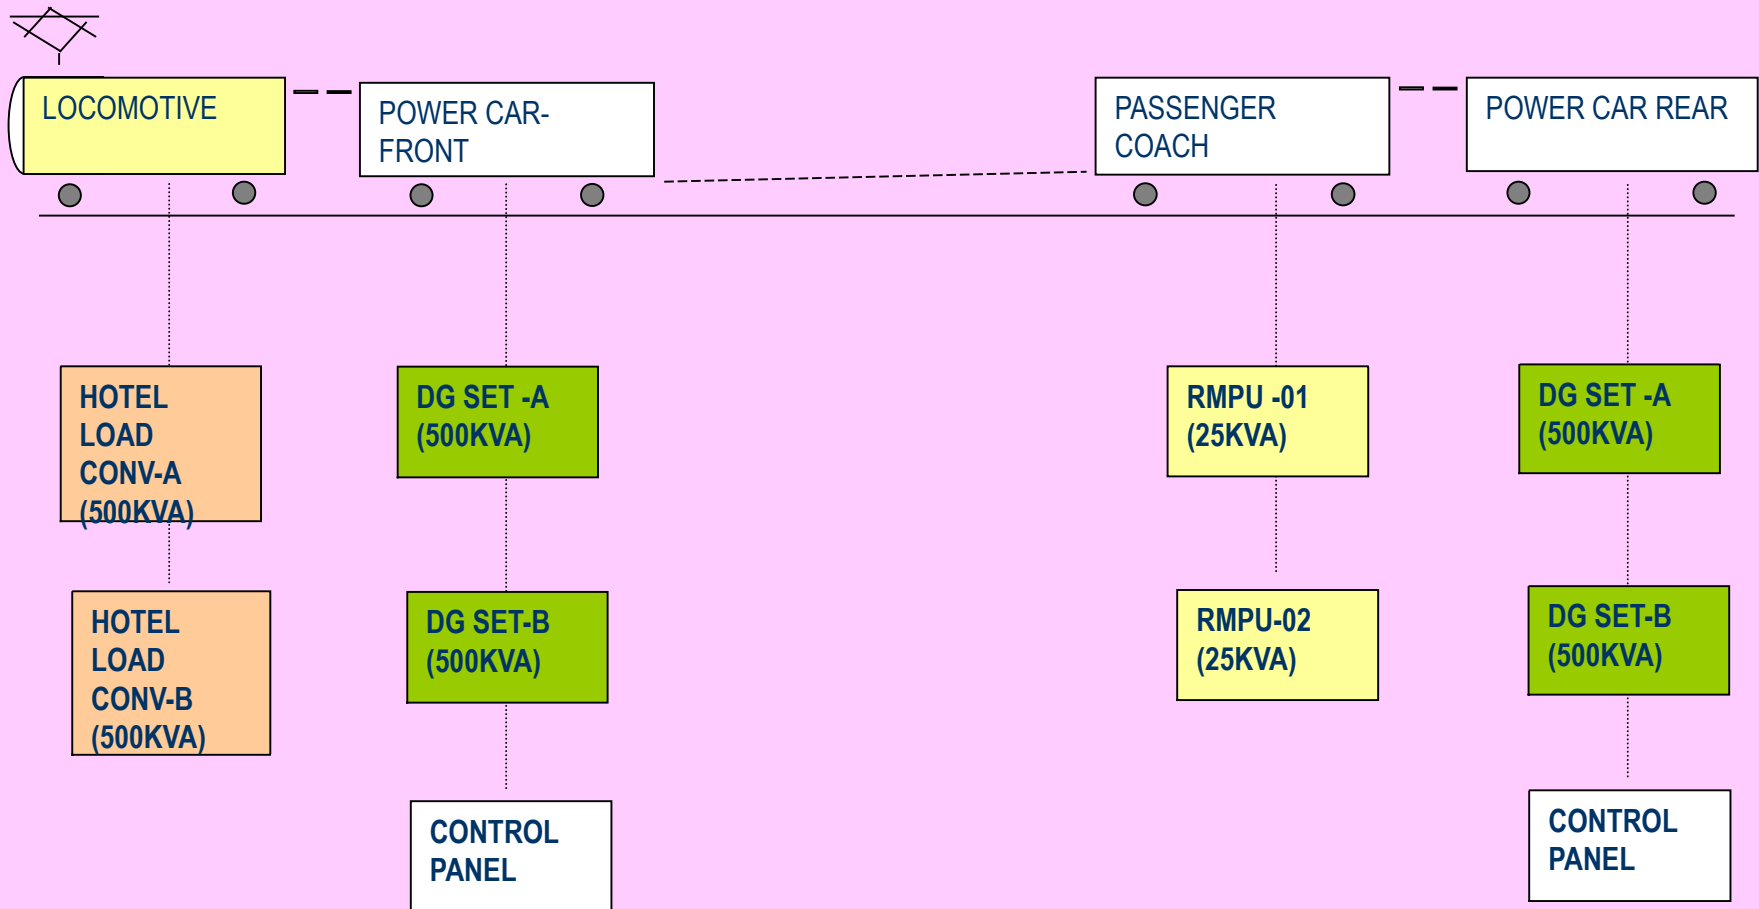 LOCOMOTIVE
POWER CAR-
FRONT
PASSENGER
COACH
POWER CAR REAR
HOTEL
LOAD
CONV-A
(500KVA)
DG SET -A
(500KVA)
RMPU -01
(25KVA)
DG SET -A
(500KVA)
HOTEL
LOAD
CONV-B
(500KVA)
DG SET-B
(500KVA)
RMPU-02
(25KVA)
DG SET-B
(500KVA)
CONTROL
PANEL
CONTROL
PANEL